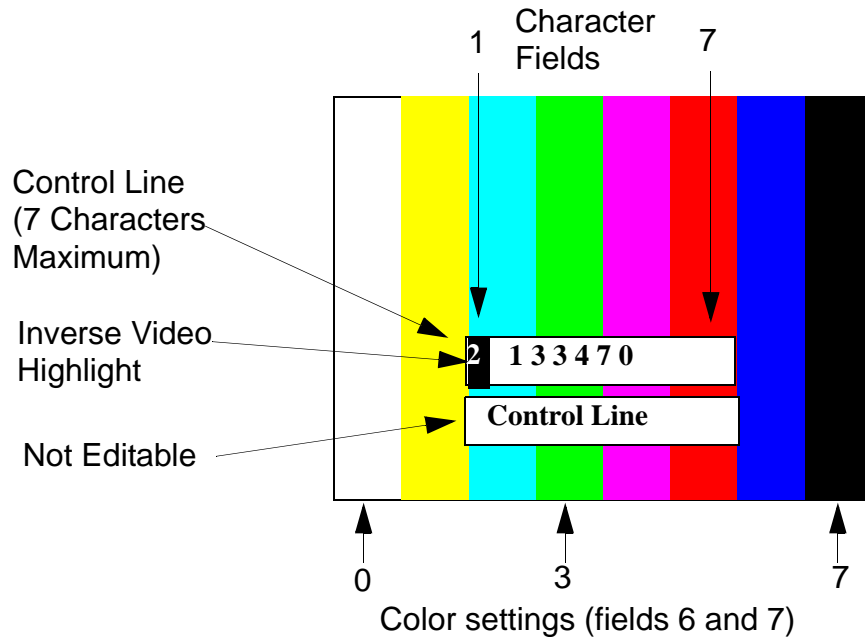 Character
Fields
1
7
Control Line
(7 Characters
Maximum)
Inverse Video
Highlight
Not Editable
2 1 3 3 4 7 0
Control Line
0
3
7
Color settings (fields 6 and 7)